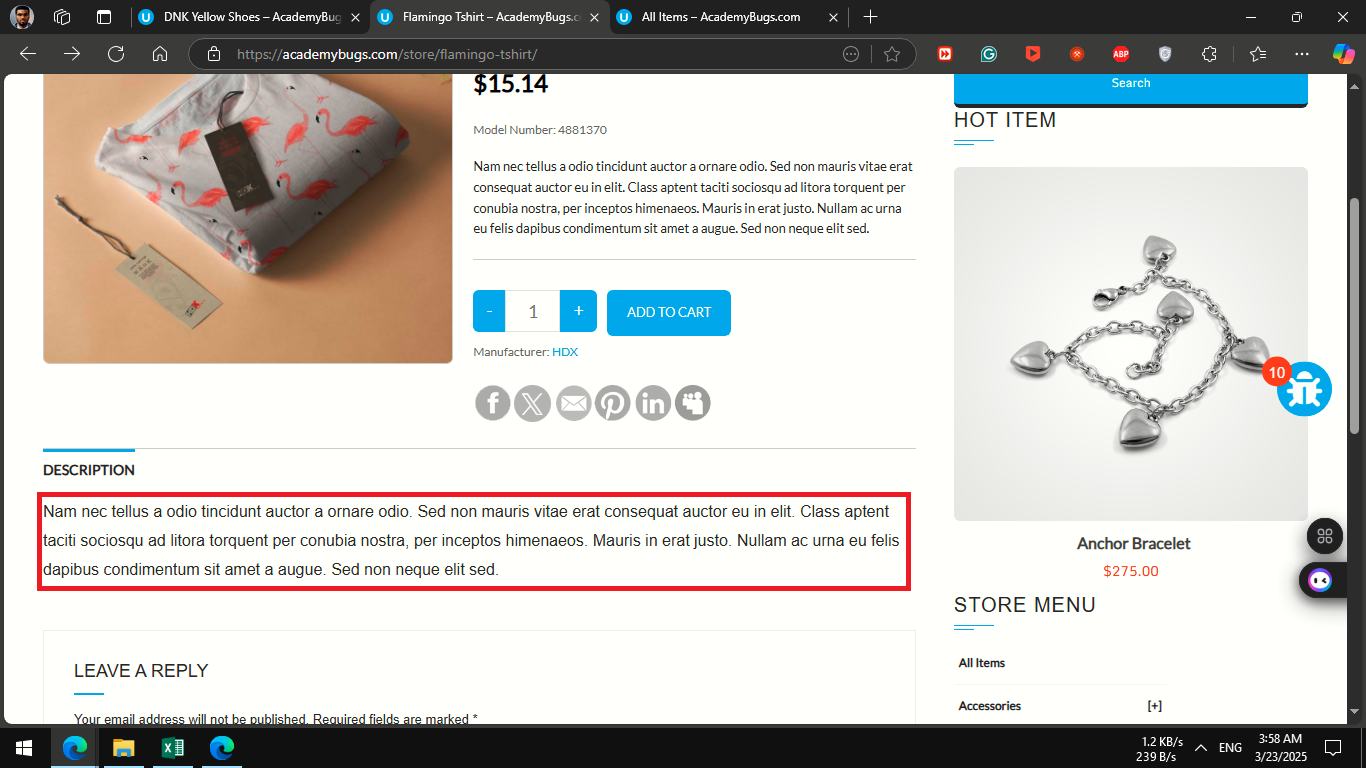 DNK Yellow Shoes – AcademyBug
Flamingo Tshirt – AcademyBugs.co
All Items – AcademyBugs.com
https://academybugs.com/store/flamingo-tshirt/
ABP
$15.14
Search
HOT ITEM
Model Number: 4881370
Nam nec tellus a odio tincidunt auctor a ornare odio. Sed non mauris vitae erat
consequat auctor eu in elit. Class aptent taciti sociosqu ad litora torquent per
conubia nostra, per inceptos himenaeos. Mauris in erat justo. Nullam ac urna
eu felis dapibus condimentum sit amet a augue. Sed non neque elit sed.
- 1 + ADD TO CART
Manufacturer: HDX
10
DESCRIPTION
Nam nec tellus a odio tincidunt auctor a ornare odio. Sed non mauris vitae erat consequat auctor eu in elit. Class aptent
taciti sociosqu ad litora torquent per conubia nostra, per inceptos himenaeos. Mauris in erat justo. Nullam ac urna eu felis
dapibus condimentum sit amet a augue. Sed non neque elit sed.
Anchor Bracelet
$275.00
STORE MENU
All Items
Accessories [+]
LEAVE A REPLY
Your email address will not be published. Required fields are marked *
1.2 KB/s
239 B/s
ENG
3:58 AM
3/23/2025